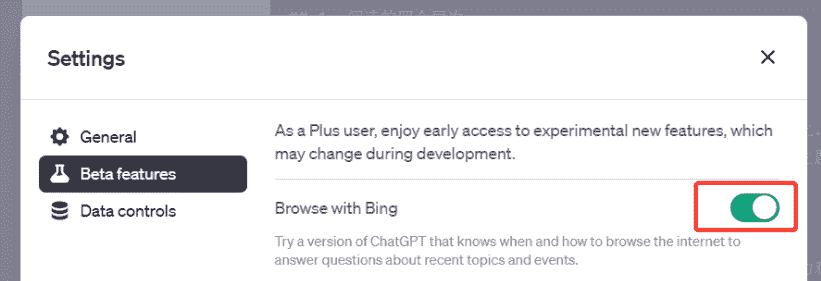 Settings
General
Beta features
Data controls
As a Plus user, enjoy early access to experimental new features, which
may change during development.
Browse with Bing
Try a version of ChatGPT that knows when and how to browse the internet to
answer questions about recent topics and events.